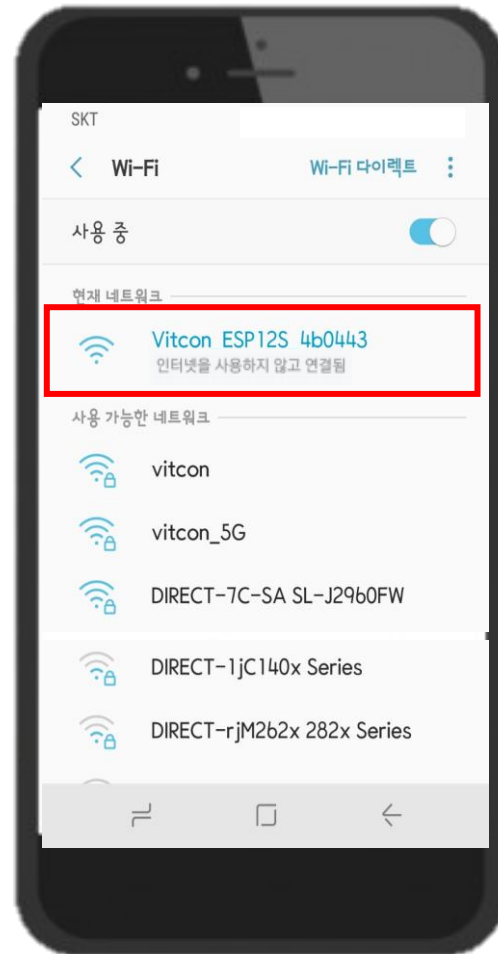 SKT
Wi-Fi
Wi-Fi 다이렉트
사용 중
현재 네트워크
Vitcon ESP12S 4b0443
인터넷을 사용하지 않고 연결됨
사용 가능한 네트워크
vitcon
vitcon_5G
DIRECT-7C-SA SL-J2960FW
DIRECT-1jC140x Series
DIRECT-rjM262x 282x Series